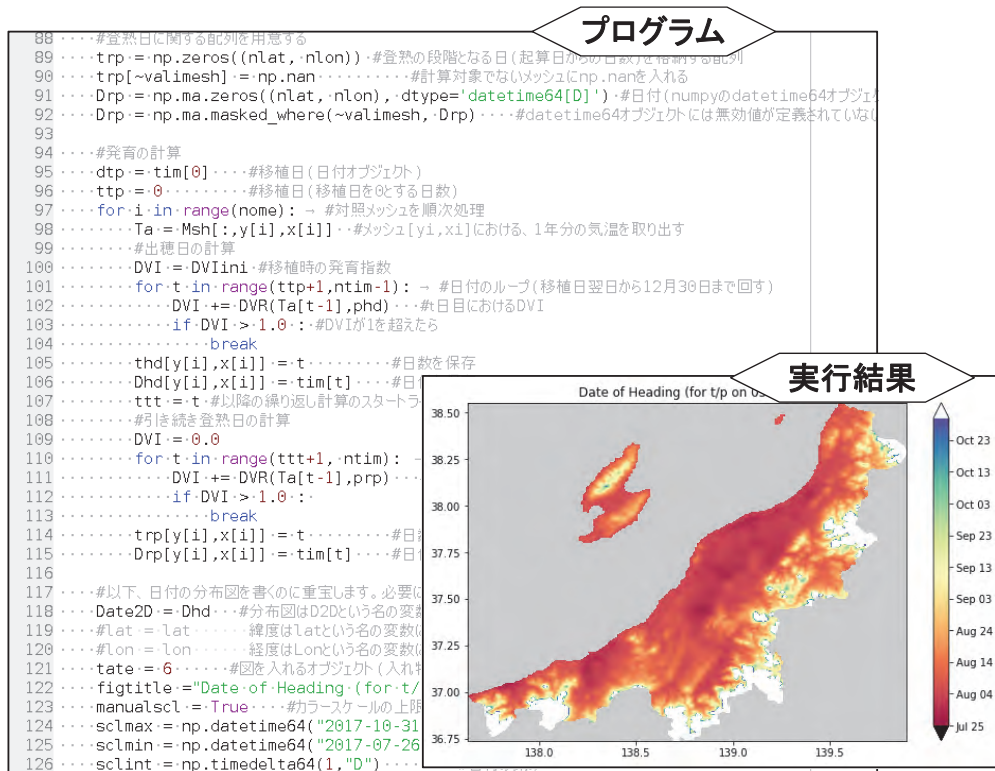 プログラム
88 ····#登熟日に関する配列を用意する
89 ····trp·=·np.zeros((nlat,·nlon))·#登熟の段階となる日(起算日からの日数)を格納する配列
90 ····trp[~valimesh]·=·np.nan·········#計算対象でないメッシュにnp.nanを入れる
91 ····Drp·=·np.ma.zeros((nlat,·nlon),·dtype='datetime64[D]')·#日付(numpyのdatetime64オブジェ
92 ····Drp·=·np.ma.masked_where(~valimesh,·Drp)····#datetime64オブジェクトには無効値が定義されていな
93
94 ····#発育の計算
95 ····dtp·=·tim[0]····#移植日(日付オブジェクト)
96 ····ttp·=·0·········#移植日(移植日を0とする日数)
97 ····for·i·in·range(nome):·→·#対照メッシュを順次処理
98 ········Ta·=·Msh[:,y[i],x[i]]··#メッシュ[yi,xi]における、1年分の気温を取り出す
99 ········#出穂日の計算
100 ········DVI·=·DVIini·#移植時の発育指数
101 ········for·t·in·range(ttp+1,ntim-1):·→·#日付のループ(移植日翌日から12月30日まで回す)
102 ············DVI·+=·DVR(Ta[t-1],phd)··#t日目におけるDVI
103 ············if·DVI·>·1.0·:·#DVIが1を超えたら
104 ················break
105 ········thd[y[i],x[i]]·=·t·········#日数を保存
106 ········Dhd[y[i],x[i]]·=·tim[t]····#日
107 ········ttt·=·t·#以降の繰り返し計算のスタートラ
108 ········#引き続き登熟日の計算
109 ········DVI·=·0.0
110 ········for·t·in·range(ttt+1,·ntim):·
111 ············DVI·+=·DVR(Ta[t-1],prp)··
112 ············if·DVI·>·1.0·:·
113 ················break
114 ········trp[y[i],x[i]]·=·t·········#日
115 ········Drp[y[i],x[i]]·=·tim[t]····#日
116
117 ····#以下、日付の分布図を書くのに重宝します。必要に
118 ····Date2D·=·Dhd···#分布図はD2Dという名の変数
119 ····#lat·=·lat······緯度はlatという名の変数
120 ····#lon·=·lon······経度はLonという名の変数
121 ····tate·=·6······#図を入れるオブジェクト(入れ
122 ····figtitle·="Date·of·Heading·(for·t/
123 ····manualscl·=·True····#カラースケールの上限
124 ····sclmax·=·np.datetime64("2017-10-31
125 ····sclmin·=·np.datetime64("2017-07-26
126 ····sclint·=·np.timedelta64(1,"D")····
実行結果
Date of Heading (for t/p on 0
38.50
38.25
38.00
37.75
37.50
37.25
37.00
36.75
138.0
138.5
139.0
139.5
Oct 23
Oct 13
Oct 03
Sep 23
Sep 13
Sep 03
Aug 24
Aug 14
Aug 04
Jul 25